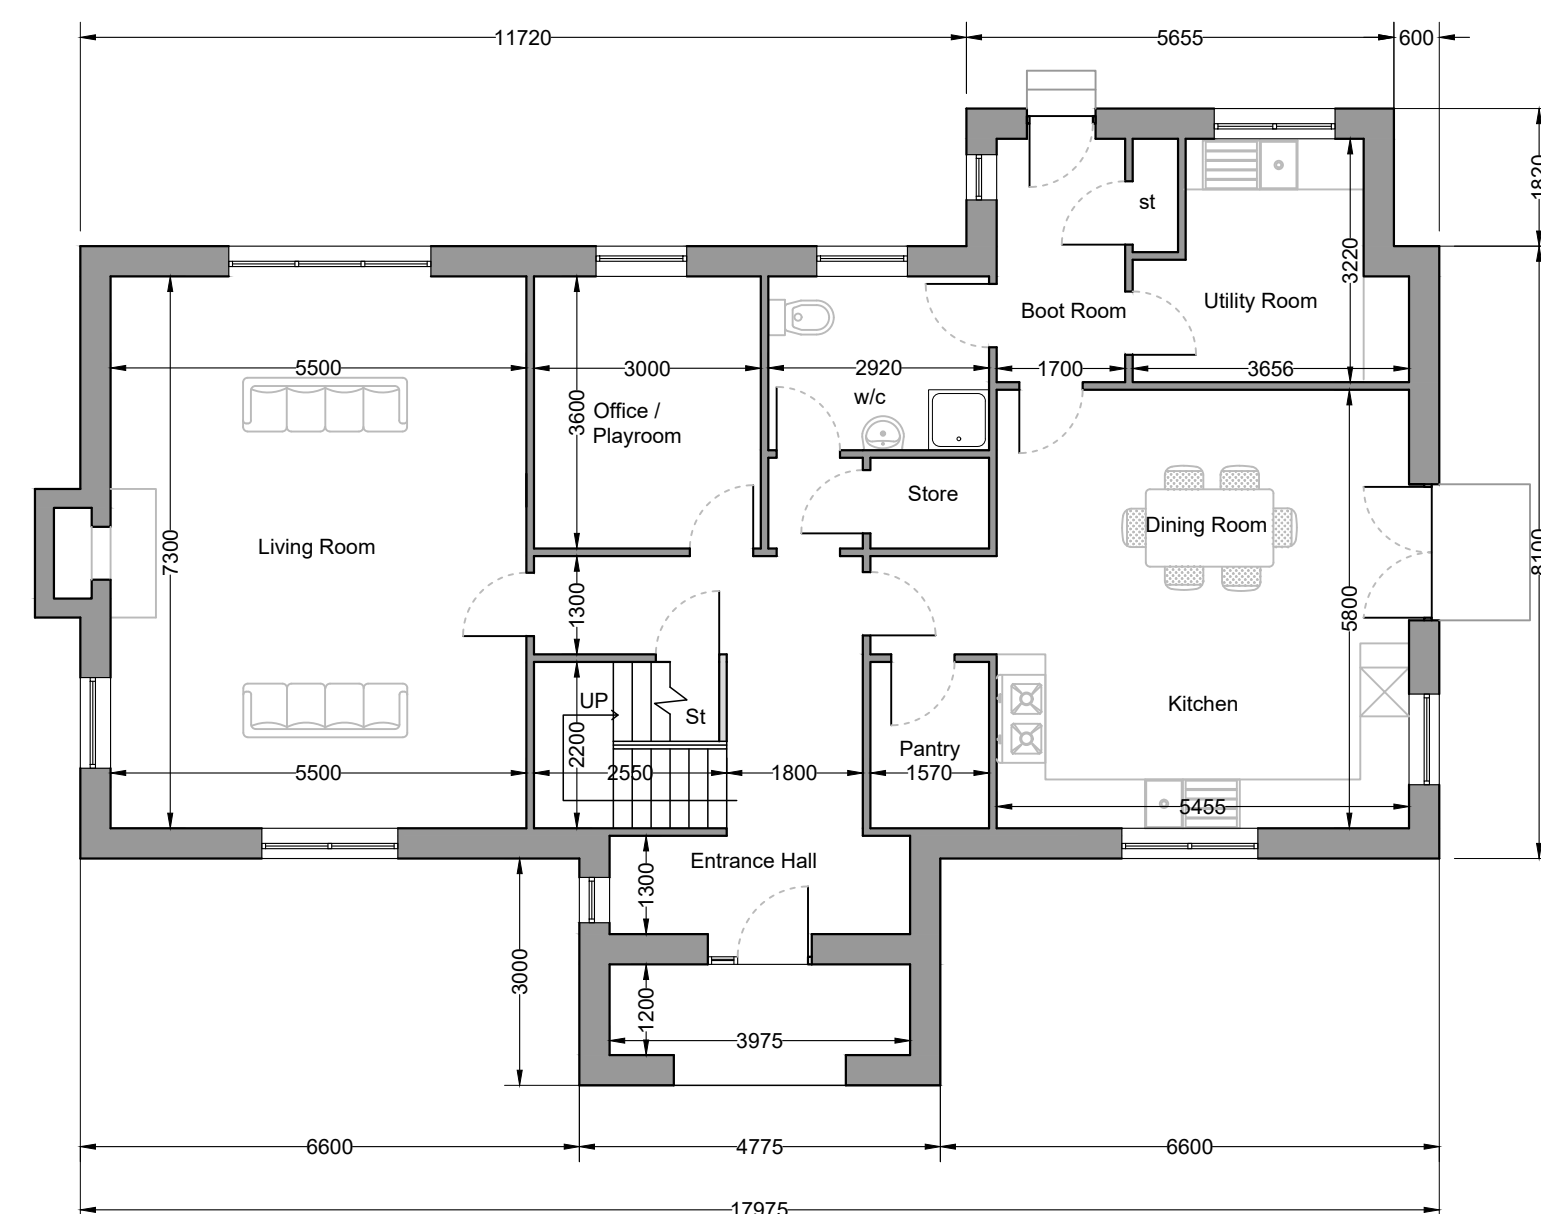 11720
5655
600
1820
st
3220
Boot Room
Utility Room
5500
3000
2920
1700
3656
w/c
3600
Office /
Playroom
Store
Dining Room
Living Room
7300
8100
1300
5800
UP
St
Kitchen
2200
Pantry
5500
2550
1800
1570
5455
Entrance Hall
1300
3000
1200
3975
6600
4775
6600
17975